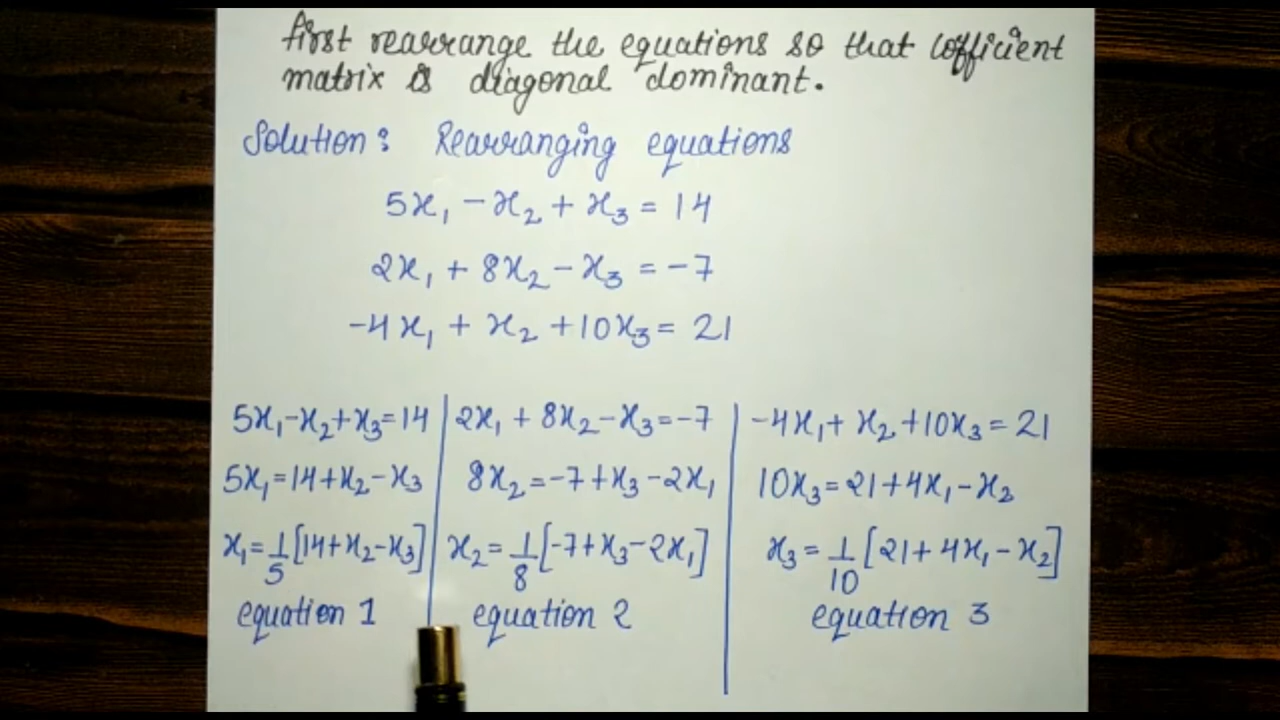 first rearrange the equations so that cofficient
matrix is diagonal dominant.
Solution: Rearranging equations
5x₁ - x₂ + x₃ = 14
2x₁ + 8x₂ - x₃ = -7
-4x₁ + x₂ + 10x₃ = 21
5x₁-x₂+x₃=14
5x₁=14+x₂-x₃
x₁=1/5[14+x₂-x₃]
equation 1
2x₁ + 8x₂ - x₃ = -7
8x₂ = -7+x₃-2x₁
x₂ = 1/8[-7+x₃-2x₁]
equation 2
-4x₁+x₂+10x₃=21
10x₃=21+4x₁-x₂
x₃ = 1/10[21+4x₁-x₂]
equation 3